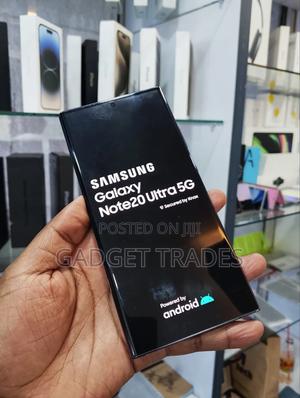 SAMSUNG
Galaxy
Note20 Ultra 5G
Secured by Knox
POSTED ON JIJI
GADGET TRADES
Powered by
android